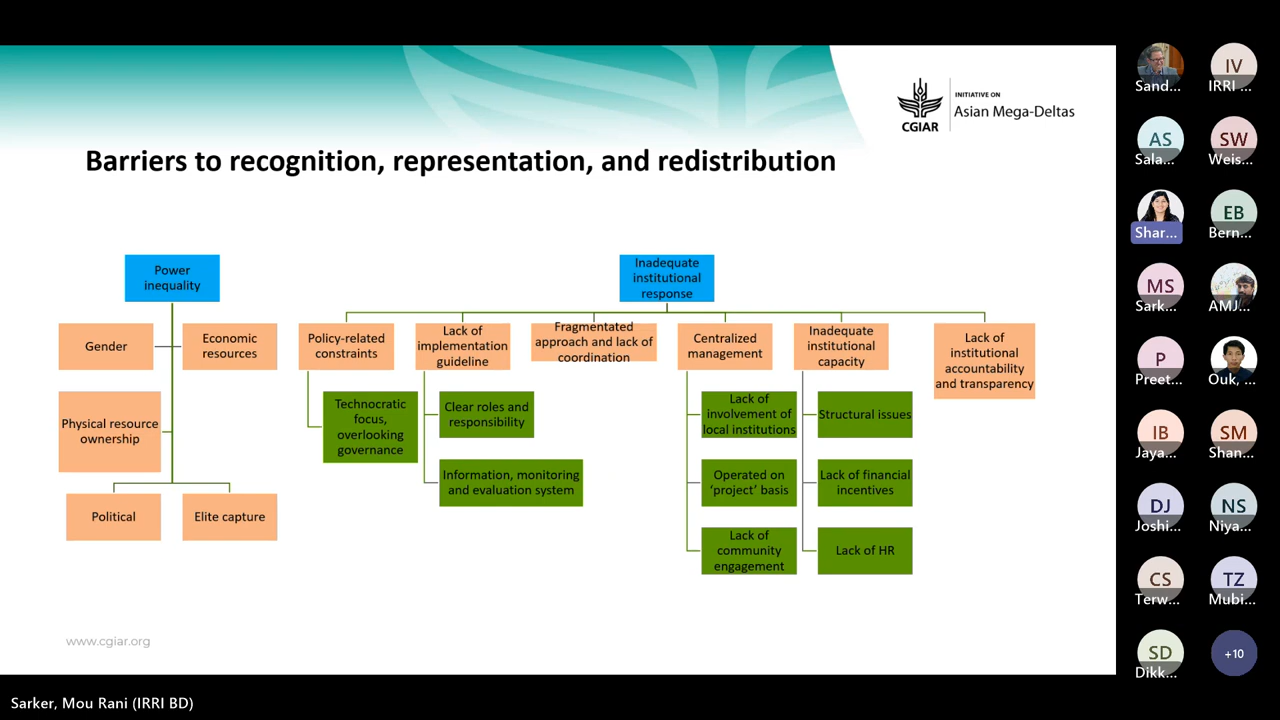 INITIATIVE ON
Asian Mega-Deltas
CGIAR
Barriers to recognition, representation, and redistribution
Power
inequality
Gender
Economic
resources
Physical resource
ownership
Political
Elite capture
Inadequate
institutional
response
Policy-related
constraints
Technocratic
focus,
overlooking
governance
Lack of
implementation
guideline
Clear roles and
responsibility
Information, monitoring
and evaluation system
Fragmented
approach and lack of
coordination
Centralized
management
Lack of
involvement of
local institutions
Operated on
‘project’ basis
Lack of
community
engagement
Inadequate
institutional
capacity
Structural issues
Lack of financial
incentives
Lack of HR
Lack of
institutional
accountability
and transparency
www.cgiar.org
Sarker, Mou Rani (IRRI BD)
Sand...
IV
IRRI ...
AS
Sala...
SW
Weis...
Shar...
EB
Bern...
MS
Sark...
AMJ...
P
Preet...
Ouk, ...
IB
Jaya...
SM
Shan...
DJ
Joshi...
NS
Niya...
CS
Terw...
TZ
Mubi...
SD
Dikk...
+10